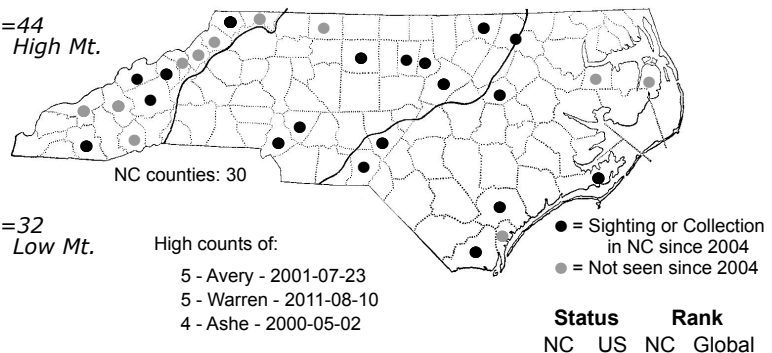 =44
High Mt.
NC counties: 30
=32
Low Mt.
High counts of:
5 - Avery - 2001-07-23
5 - Warren - 2011-08-10
4 - Ashe - 2000-05-02
= Sighting or Collection
in NC since 2004
= Not seen since 2004
Status Rank
NC US NC Global